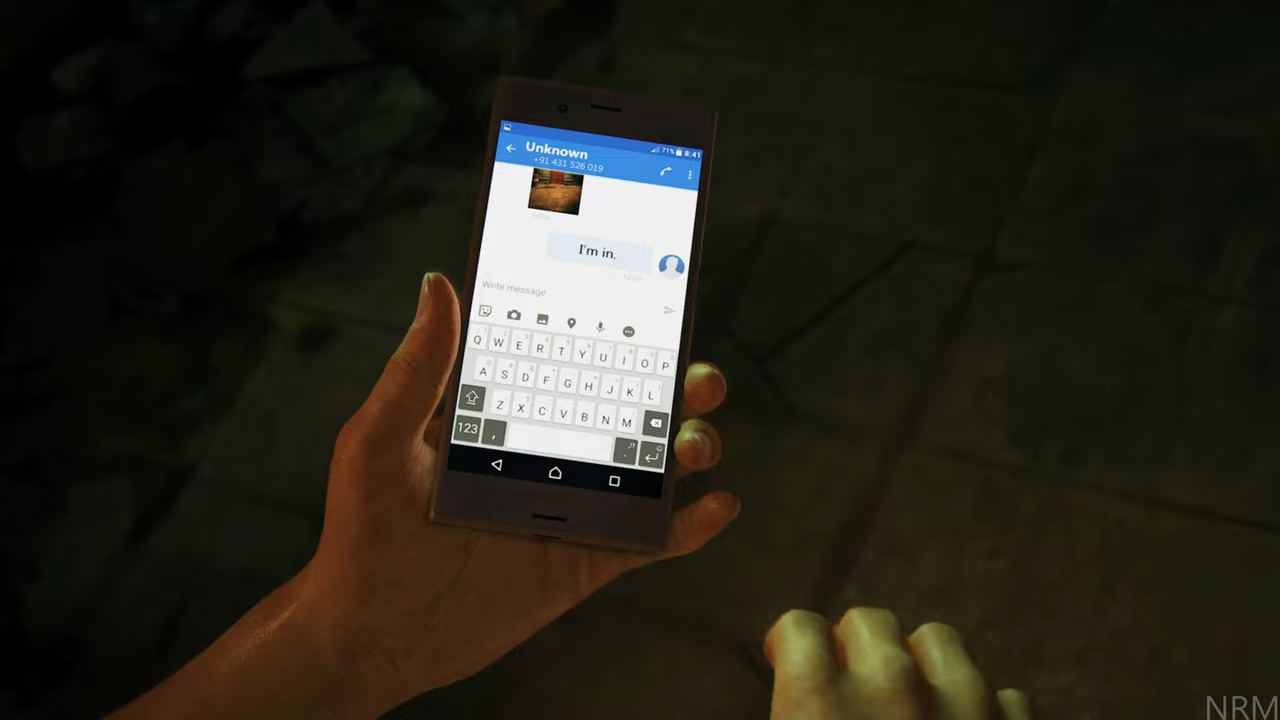 71% 8:41
Unknown
+91 431 526 019
I'm in.
Write message
Q W E R T Y U I O P
A S D F G H J K L
Z X C V B N M
123 , .
NRM